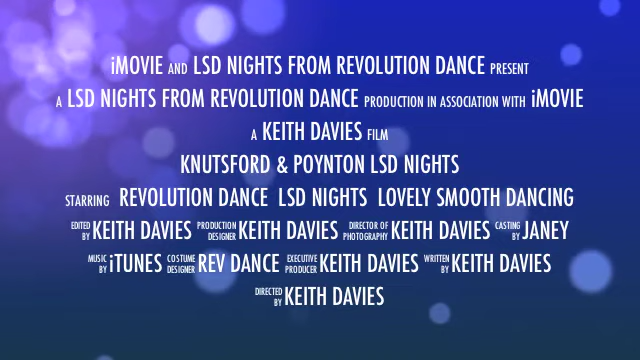 iMOVIE AND LSD NIGHTS FROM REVOLUTION DANCE PRESENT
A LSD NIGHTS FROM REVOLUTION DANCE PRODUCTION IN ASSOCIATION WITH iMOVIE
A KEITH DAVIES FILM
KNUTSFORD & POYNTON LSD NIGHTS
STARRING REVOLUTION DANCE LSD NIGHTS LOVELY SMOOTH DANCING
EDITED BY KEITH DAVIES PRODUCTION DESIGNER KEITH DAVIES DIRECTOR OF PHOTOGRAPHY KEITH DAVIES CASTING BY JANEY
MUSIC BY iTUNES COSTUME DESIGNER REV DANCE EXECUTIVE PRODUCER KEITH DAVIES WRITTEN BY KEITH DAVIES
DIRECTED BY KEITH DAVIES